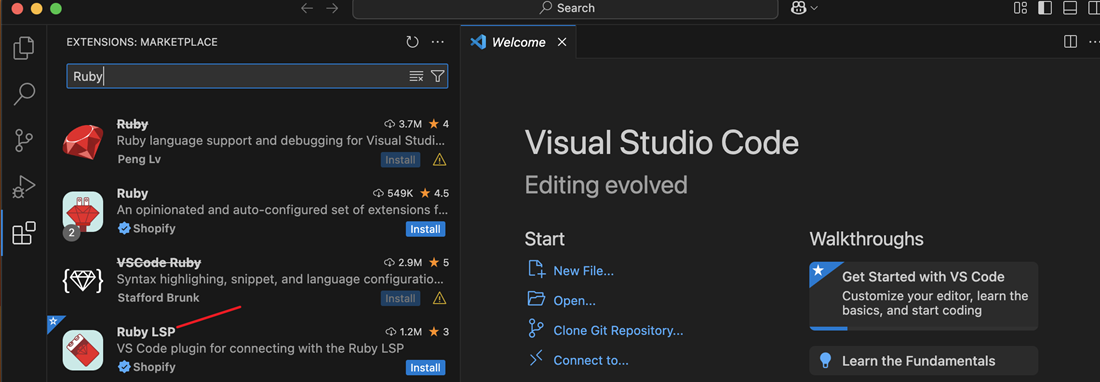 Search
EXTENSIONS: MARKETPLACE
Welcome
Ruby
Ruby 3.7M ★ 4
Ruby language support and debugging for Visual Studi...
Peng Lv Install
Ruby 549K ★ 4.5
An opinionated and auto-configured set of extensions f...
2 Shopify Install
VSCode Ruby 2.9M ★ 5
Syntax highlighing, snippet, and language configuratio...
Stafford Brunk Install
Ruby LSP 1.2M ★ 3
VS Code plugin for connecting with the Ruby LSP
Shopify Install
Visual Studio Code
Editing evolved
Start
New File...
Open...
Clone Git Repository...
Connect to...
Walkthroughs
Get Started with VS Code
Customize your editor, learn the
basics, and start coding
Learn the Fundamentals